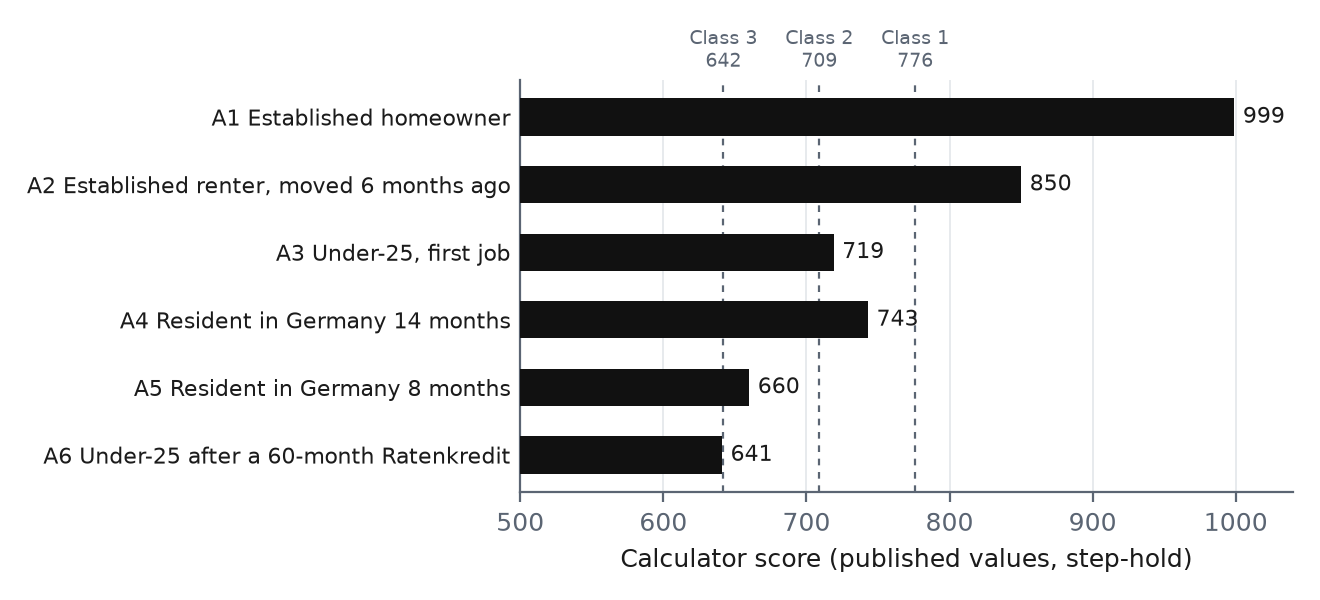 Class 3 Class 2 Class 1
642 709 776
A1 Established homeowner 999
A2 Established renter, moved 6 months ago 850
A3 Under-25, first job 719
A4 Resident in Germany 14 months 743
A5 Resident in Germany 8 months 660
A6 Under-25 after a 60-month Ratenkredit 641
500 600 700 800 900 1000
Calculator score (published values, step-hold)